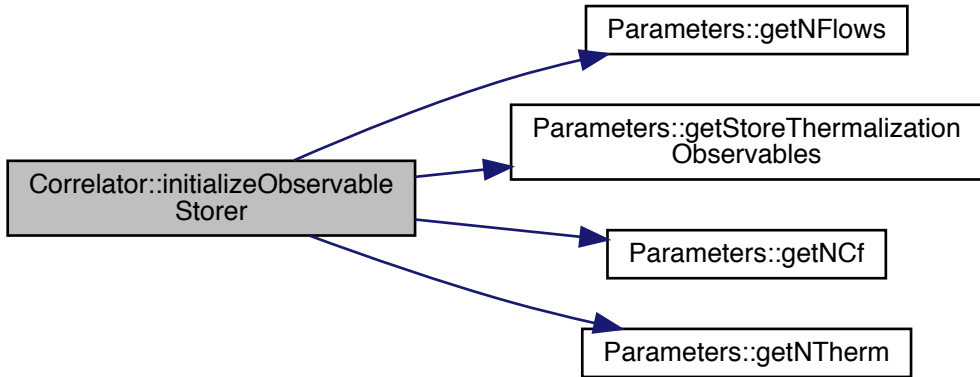 Parameters::getNFlows
Parameters::getStoreThermalization
Observables
Correlator::initializeObservable
Storer
Parameters::getNCf
Parameters::getNTherm